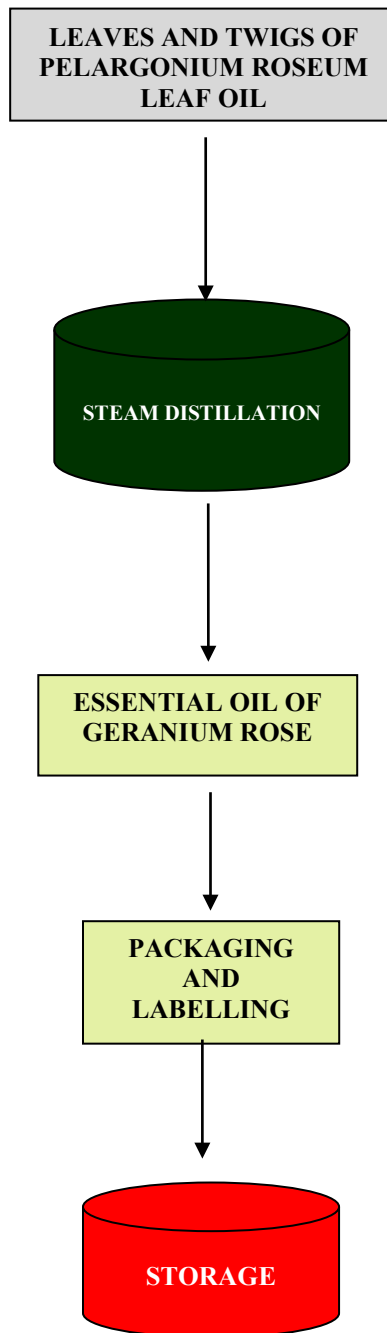 LEAVES AND TWIGS OF
PELARGONIUM ROSEUM
LEAF OIL
STEAM DISTILLATION
ESSENTIAL OIL OF
GERANIUM ROSE
PACKAGING
AND
LABELLING
STORAGE